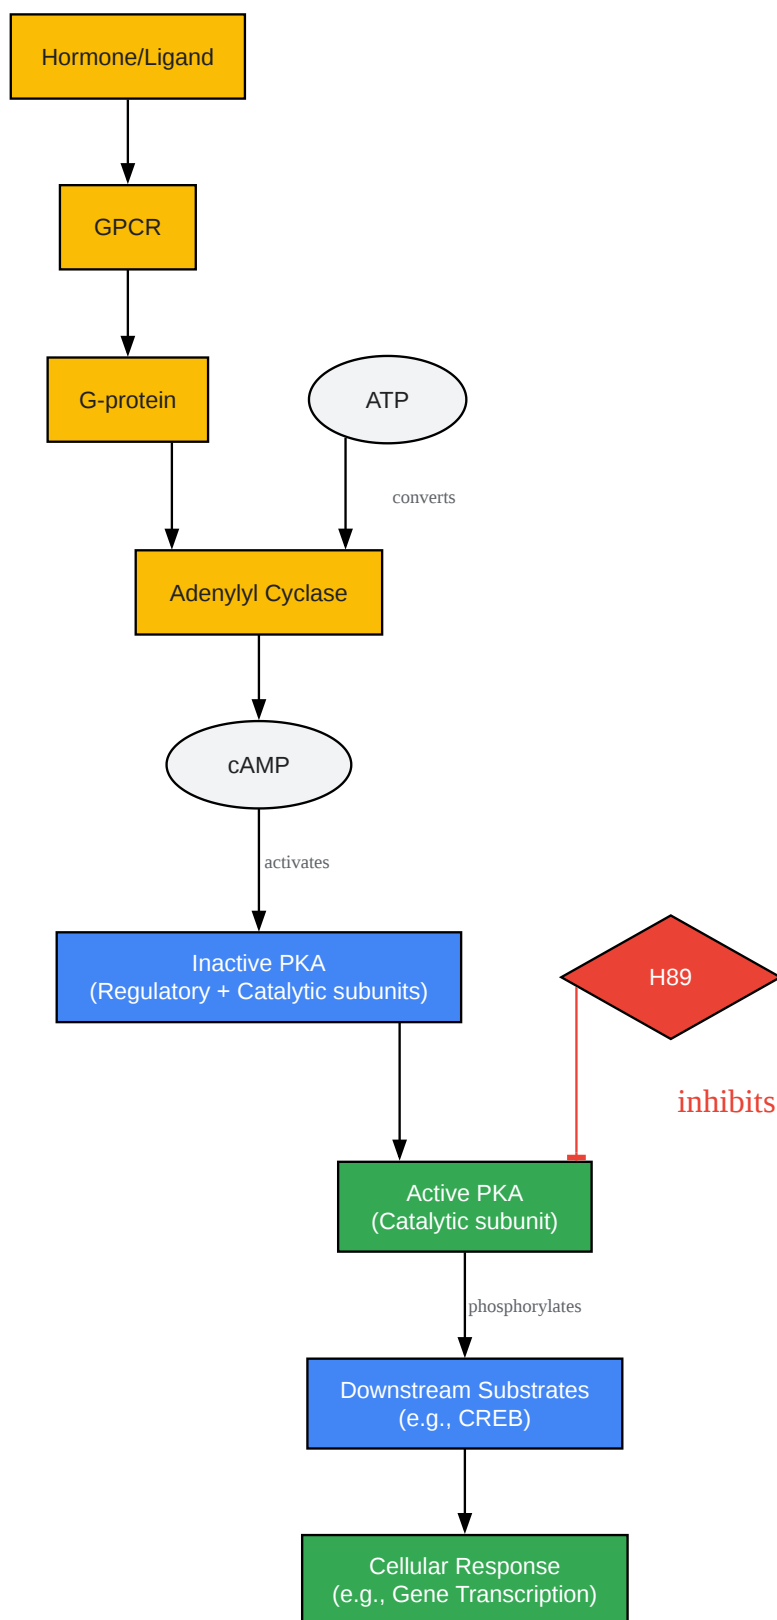 Hormone/Ligand
GPCR
G-protein
ATP
converts
Adenylyl Cyclase
cAMP
activates
Inactive PKA
(Regulatory + Catalytic subunits)
H89
inhibits
Active PKA
(Catalytic subunit)
phosphorylates
Downstream Substrates
(e.g., CREB)
Cellular Response
(e.g., Gene Transcription)